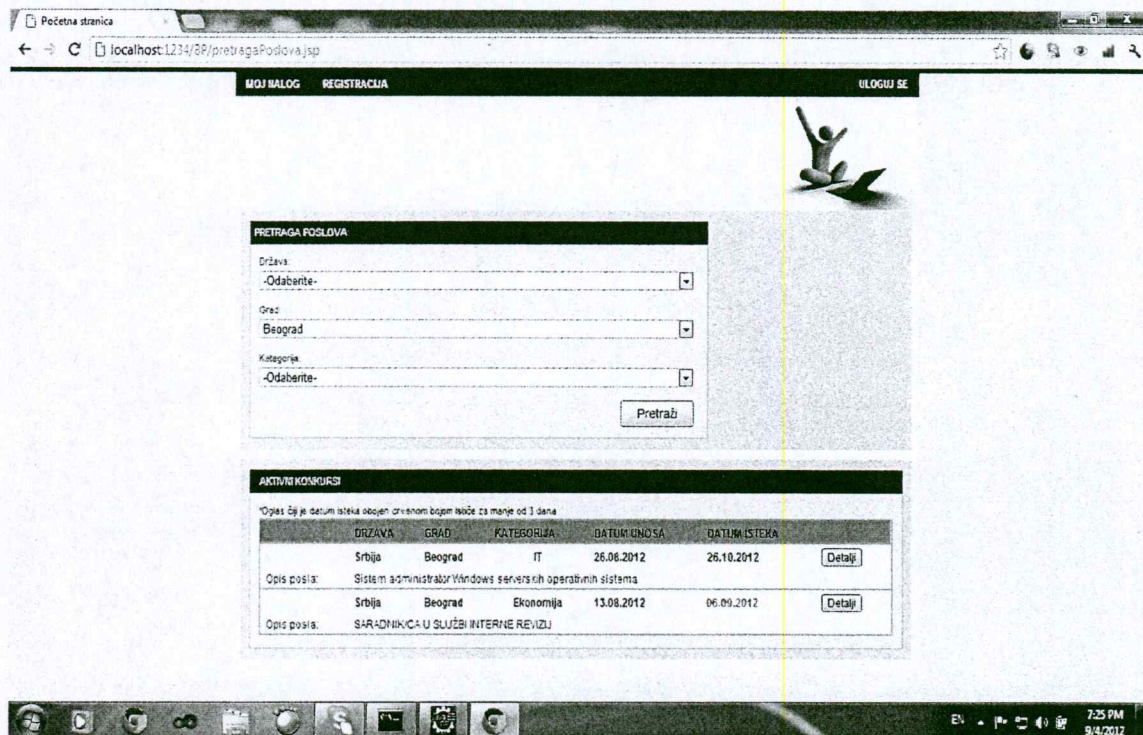 Početna stranica
localhost:1234/BP/pretragaPoslova.jsp
MOJ NALOG REGISTRACIJA ULOGUJ SE
PRETRAGA POSLOVA
Država:
-Odaberite-
Grad:
Beograd
Kategorija:
-Odaberite-
Pretraži
AKTIVNI KONKURSI
*Oglas čiji je datum isteka obojen crvenom bojom ističe za manje od 3 dana
DRŽAVA GRAD KATEGORIJA DATUM UNOSA DATUM ISTEKA
Srbija Beograd IT 26.08.2012 26.10.2012 Detalji
Opis posla: Sistem administrator Windows serverskih operativnih sistema
Srbija Beograd Ekonomija 13.08.2012 06.09.2012 Detalji
Opis posla: SARADNIK/CA U SLUŽBI INTERNE REVIZIJ
EN 7:25 PM
9/4/2012